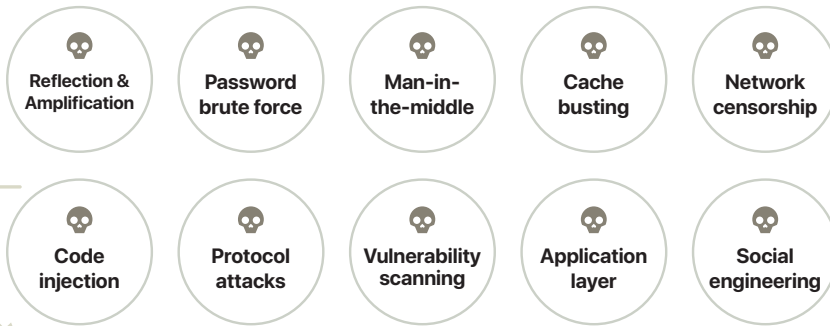 Reflection &
Amplification
Password
brute force
Man-in-
the-middle
Cache
busting
Network
censorship
Code
injection
Protocol
attacks
Vulnerability
scanning
Application
layer
Social
engineering